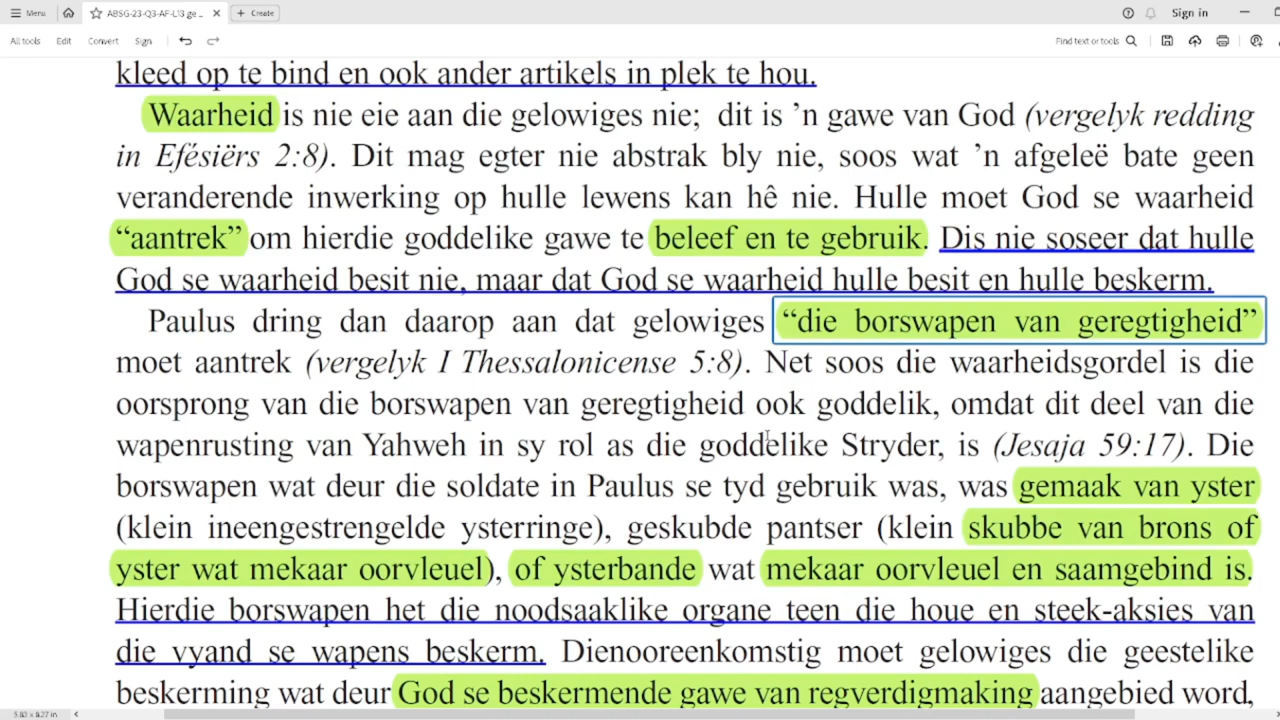 Menu ABSG-23-Q3-AF-L13 ge... Create Sign in
All tools Edit Convert Sign Find text or tools
kleed op te bind en ook ander artikels in plek te hou.
Waarheid is nie eie aan die gelowiges nie; dit is ’n gawe van God (vergelyk redding
in Efésiërs 2:8). Dit mag egter nie abstrak bly nie, soos wat ’n afgeleë bate geen
veranderende inwerking op hulle lewens kan hê nie. Hulle moet God se waarheid
“aantrek” om hierdie goddelike gawe te beleef en te gebruik. Dis nie soseer dat hulle
God se waarheid besit nie, maar dat God se waarheid hulle besit en hulle beskerm.
Paulus dring dan daarop aan dat gelowiges “die borswapen van geregtigheid”
moet aantrek (vergelyk I Thessalonicense 5:8). Net soos die waarheidsgordel is die
oorsprong van die borswapen van geregtigheid ook goddelik, omdat dit deel van die
wapenrusting van Yahweh in sy rol as die goddelike Stryder, is (Jesaja 59:17). Die
borswapen wat deur die soldate in Paulus se tyd gebruik was, was gemaak van yster
(klein ineengestrengelde ysterringe), geskubde pantser (klein skubbe van brons of
yster wat mekaar oorvleuel), of ysterbande wat mekaar oorvleuel en saamgebind is.
Hierdie borswapen het die noodsaaklike organe teen die houe en steek-aksies van
die vyand se wapens beskerm. Dienooreenkomstig moet gelowiges die geestelike
beskerming wat deur God se beskermende gawe van regverdigmaking aangebied word,
5.83 x 8.27 in